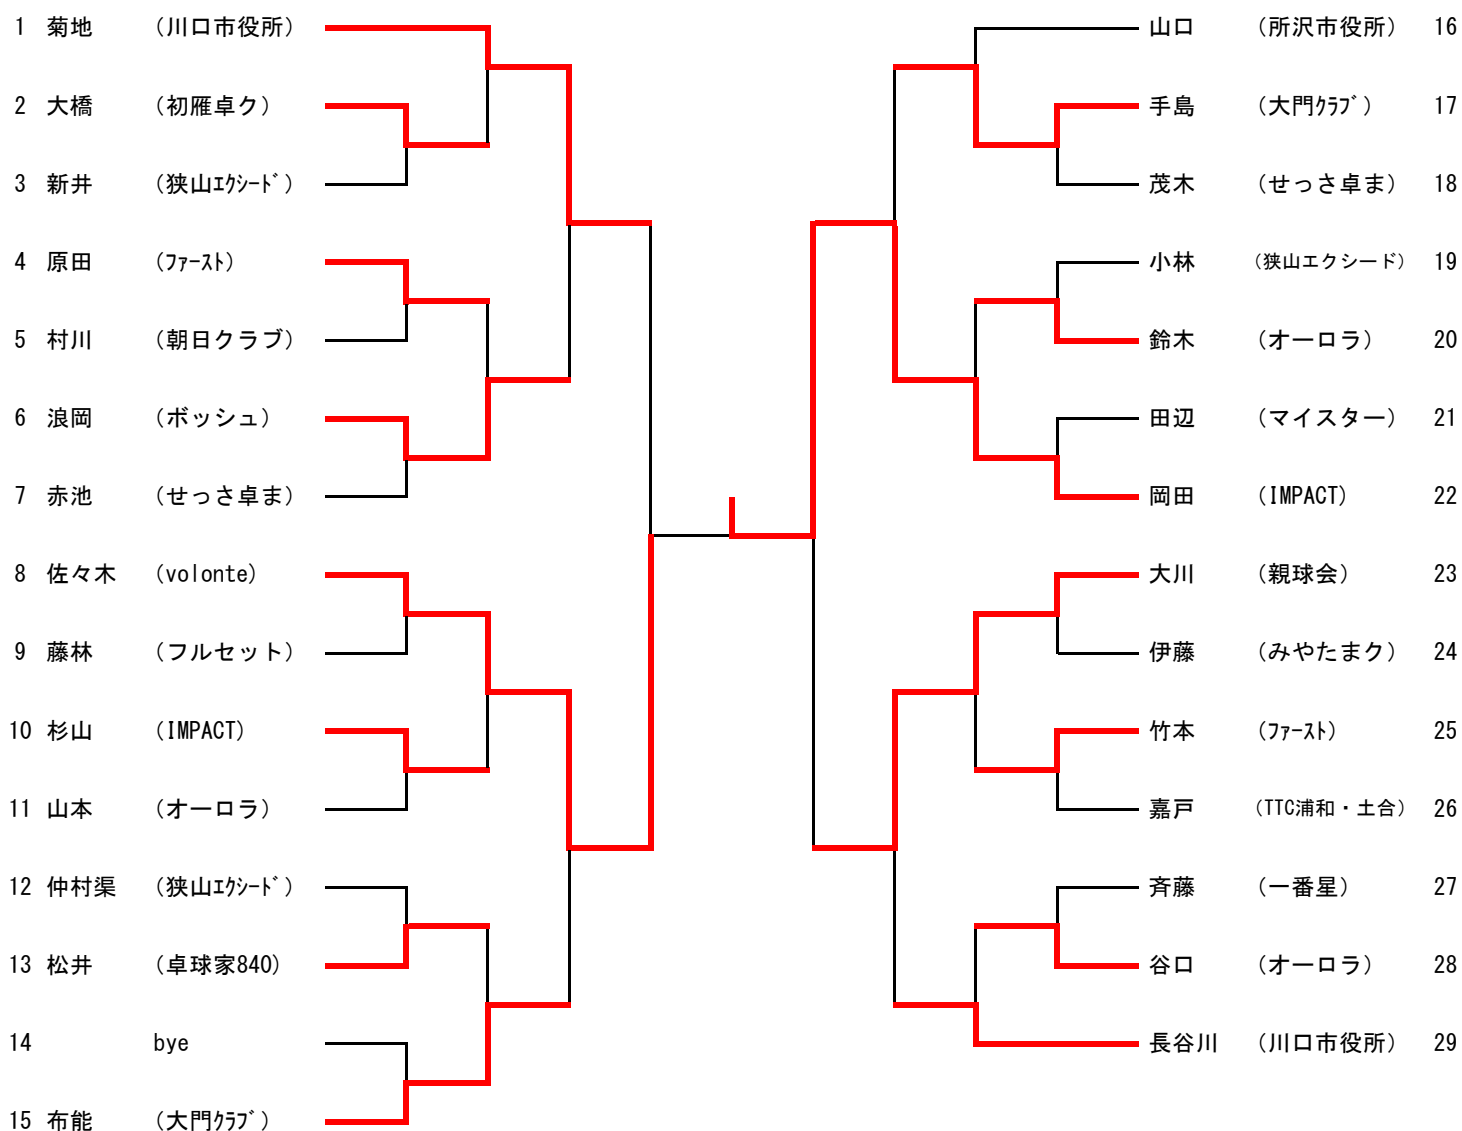 1 菊地 （川口市役所）
2 大橋 （初雁卓ク）
3 新井 （狭山ｴｸｼｰﾄﾞ）
4 原田 （ﾌｧｰｽﾄ）
5 村川 （朝日クラブ）
6 浪岡 （ボッシュ）
7 赤池 （せっさ卓ま）
8 佐々木 （volonte）
9 藤林 （フルセット）
10 杉山 （IMPACT）
11 山本 （オーロラ）
12 仲村渠 （狭山ｴｸｼｰﾄﾞ）
13 松井 （卓球家840）
14 bye
15 布能 （大門ｸﾗﾌﾞ）
山口 （所沢市役所） 16
手島 （大門ｸﾗﾌﾞ） 17
茂木 （せっさ卓ま） 18
小林 （狭山エクシード） 19
鈴木 （オーロラ） 20
田辺 （マイスター） 21
岡田 （IMPACT） 22
大川 （親球会） 23
伊藤 （みやたまク） 24
竹本 （ﾌｧｰｽﾄ） 25
嘉戸 （TTC浦和・土合） 26
斉藤 （一番星） 27
谷口 （オーロラ） 28
長谷川 （川口市役所） 29